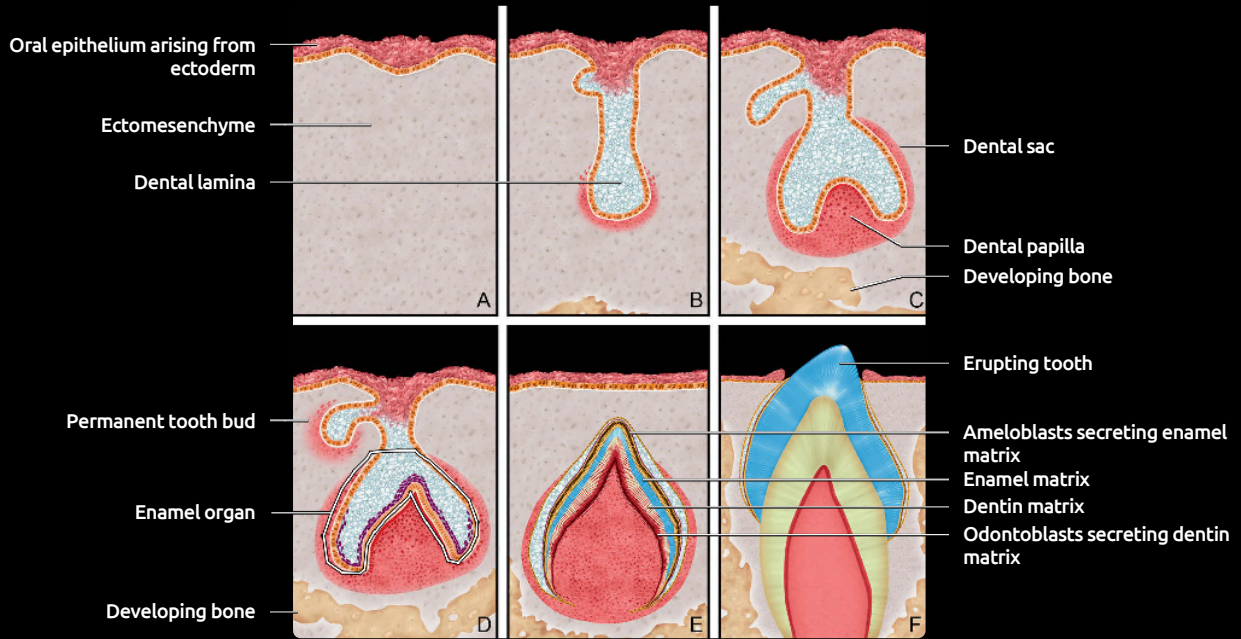 Oral epithelium arising from
ectoderm
Ectomesenchyme
Dental lamina
A
B
C
Dental sac
Dental papilla
Developing bone
Permanent tooth bud
Enamel organ
Developing bone
D
E
F
Erupting tooth
Ameloblasts secreting enamel
matrix
Enamel matrix
Dentin matrix
Odontoblasts secreting dentin
matrix